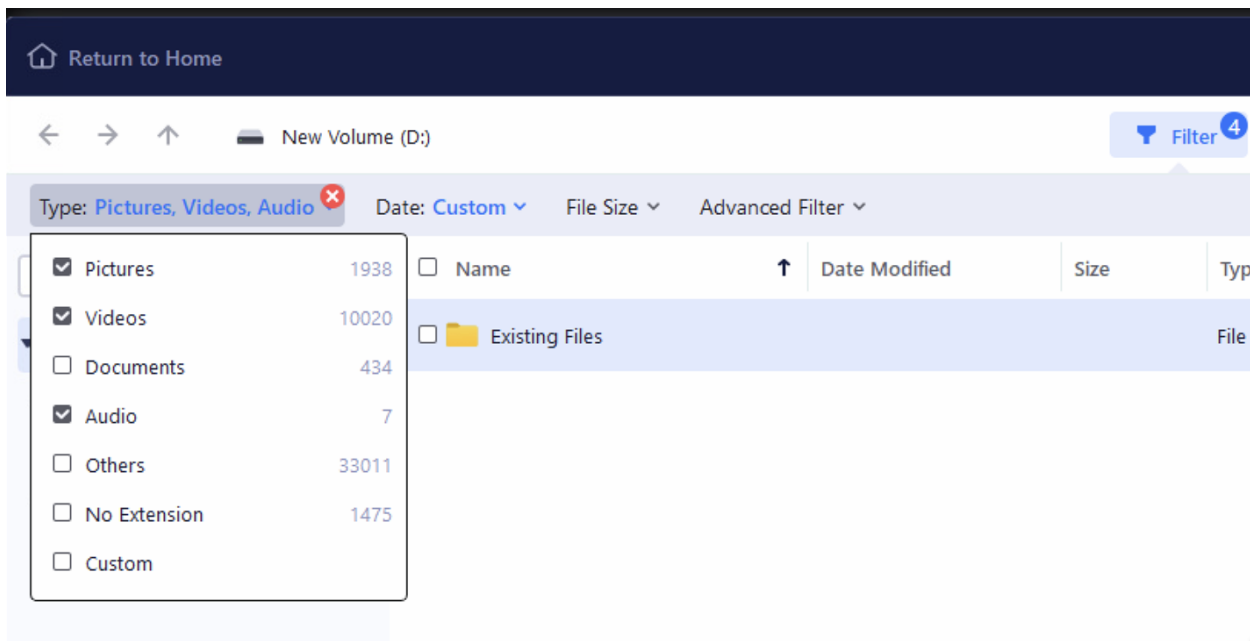 Return to Home
New Volume (D:)
Filter 4
Type: Pictures, Videos, Audio Date: Custom File Size Advanced Filter
Pictures 1938
Videos 10020
Documents 434
Audio 7
Others 33011
No Extension 1475
Custom
Name Date Modified Size Typ
Existing Files File